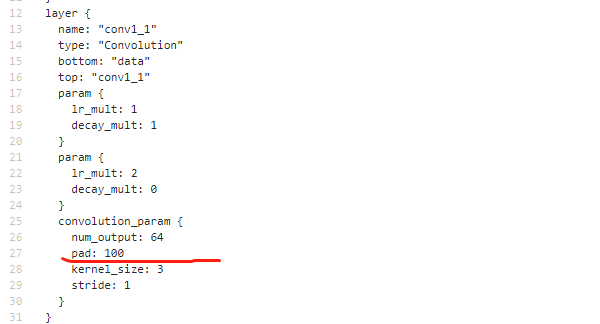 12 layer {
13 name: "conv1_1"
14 type: "Convolution"
15 bottom: "data"
16 top: "conv1_1"
17 param {
18 lr_mult: 1
19 decay_mult: 1
20 }
21 param {
22 lr_mult: 2
23 decay_mult: 0
24 }
25 convolution_param {
26 num_output: 64
27 pad: 100
28 kernel_size: 3
29 stride: 1
30 }
31 }